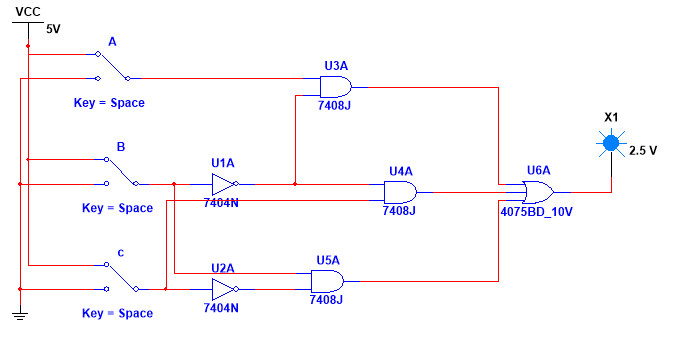 VCC
5V
A
Key = Space
U3A
7408J
X1
2.5 V
B
Key = Space
U1A
7404N
U4A
7408J
U6A
4075BD_10V
c
Key = Space
U2A
7404N
U5A
7408J